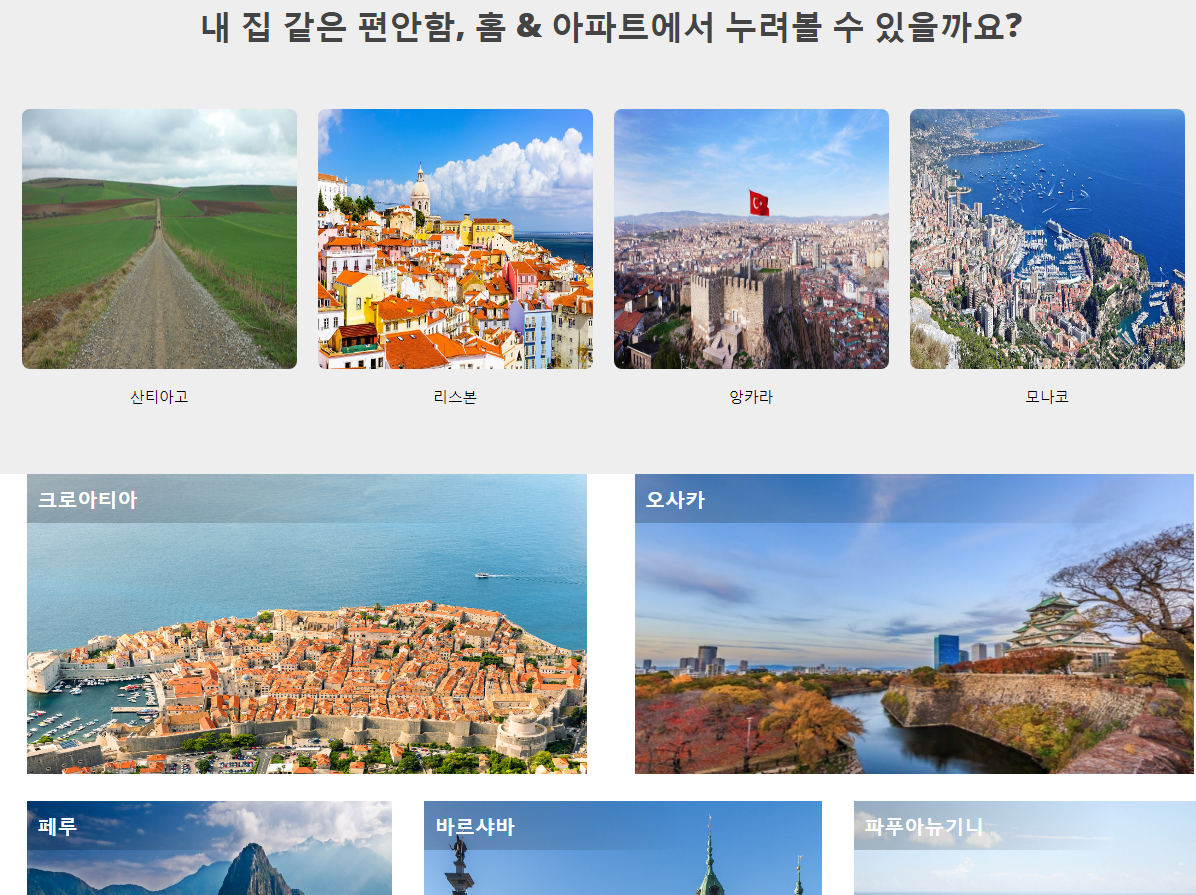 내 집 같은 편안함, 홈 & 아파트에서 누려볼 수 있을까요?
산티아고
리스본
앙카라
모나코
크로아티아
오사카
페루
바르샤바
파푸아뉴기니